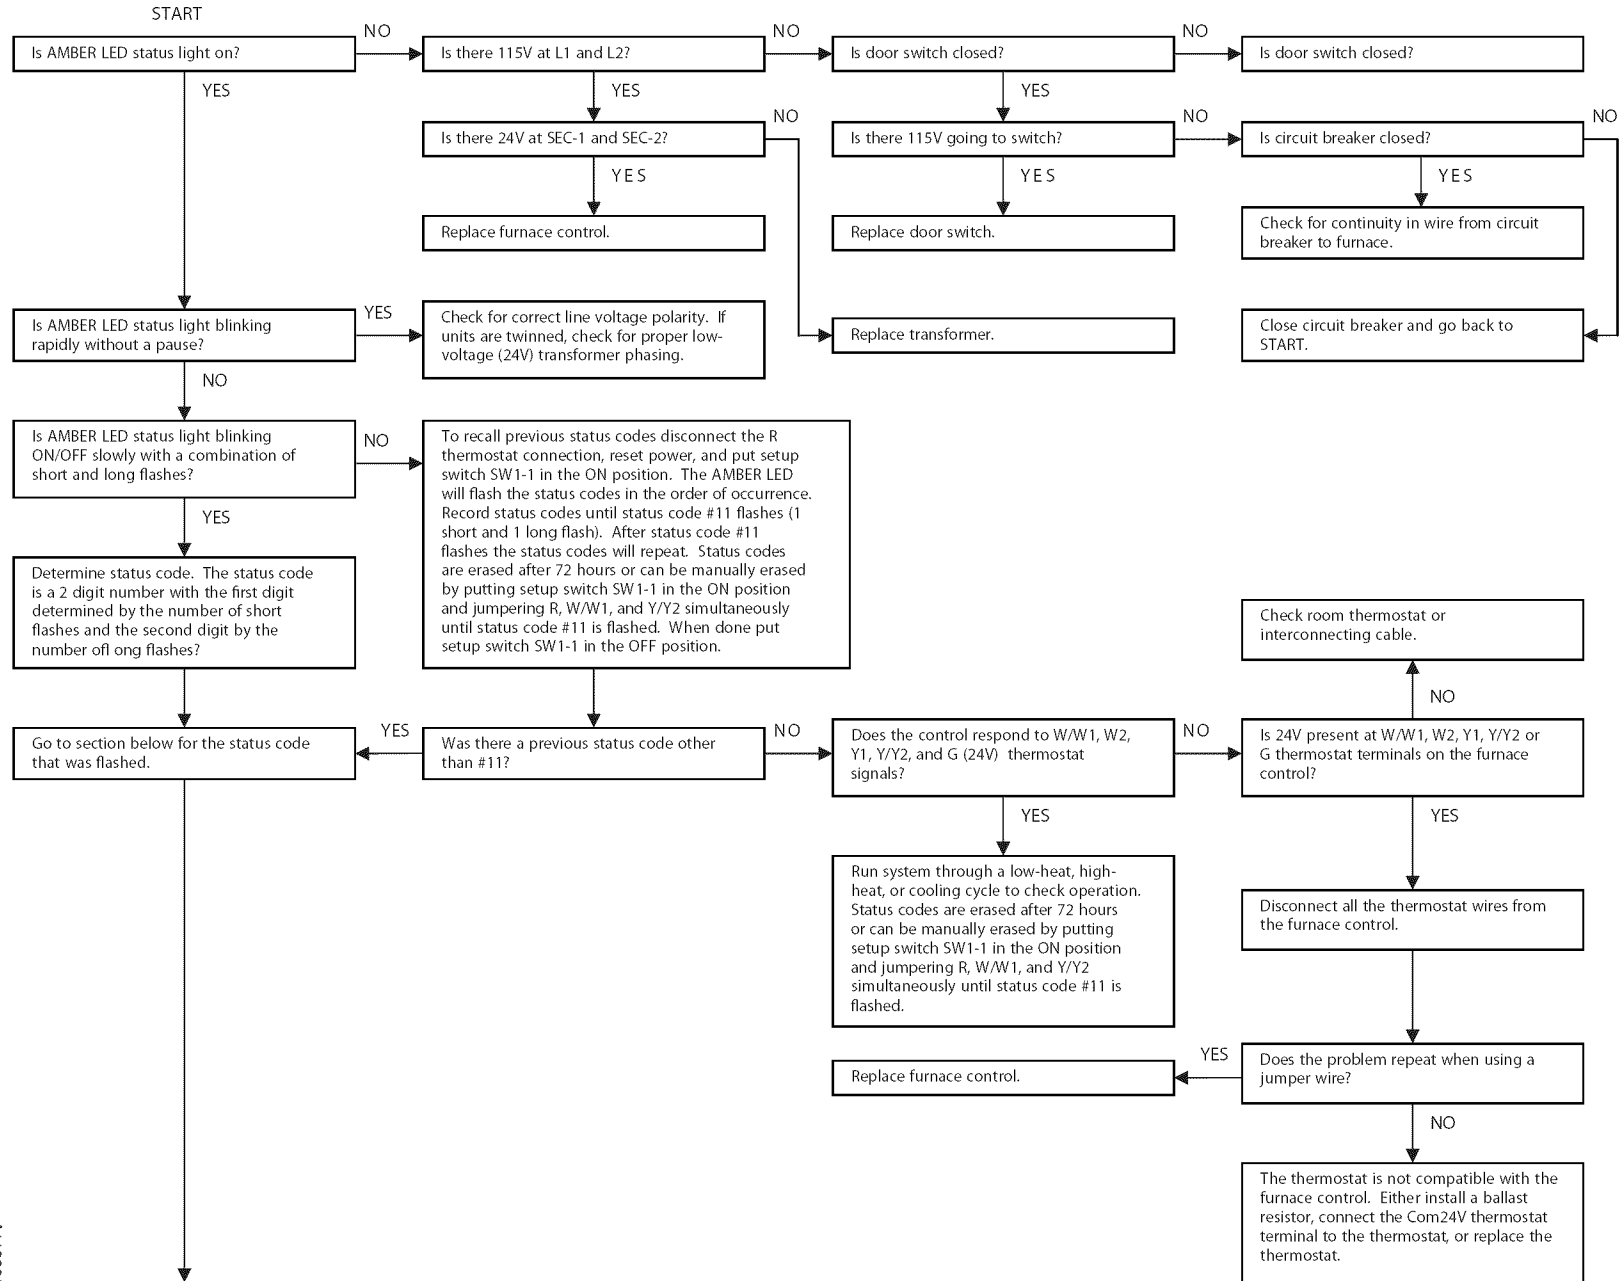 START
Is AMBER LED status light on?
NO
Is there 115V at L1 and L2?
NO
Is door switch closed?
NO
Is door switch closed?
YES
YES
YES
Is there 24V at SEC-1 and SEC-2?
NO
Is there 115V going to switch?
NO
Is circuit breaker closed?
NO
YES
YES
YES
Replace furnace control.
Replace door switch.
Check for continuity in wire from circuit
breaker to furnace.
Is AMBER LED status light blinking
rapidly without a pause?
YES
Check for correct line voltage polarity. If
units are twinned, check for proper low-
voltage (24V) transformer phasing.
Replace transformer.
Close circuit breaker and go back to
START.
NO
Is AMBER LED status light blinking
ON/OFF slowly with a combination of
short and long flashes?
NO
To recall previous status codes disconnect the R
thermostat connection, reset power, and put setup
switch SW1-1 in the ON position. The AMBER LED
will flash the status codes in the order of occurrence.
Record status codes until status code #11 flashes (1
short and 1 long flash). After status code #11
flashes the status codes will repeat. Status codes
are erased after 72 hours or can be manually erased
by putting setup switch SW1-1 in the ON position
and jumpering R, W/W1, and Y/Y2 simultaneously
until status code #11 is flashed. When done put
setup switch SW1-1 in the OFF position.
YES
Determine status code. The status code
is a 2 digit number with the first digit
determined by the number of short
flashes and the second digit by the
number ofl ong flashes?
Check room thermostat or
interconnecting cable.
NO
Go to section below for the status code
that was flashed.
YES
Was there a previous status code other
than #11?
NO
Does the control respond to W/W1, W2,
Y1, Y/Y2, and G (24V) thermostat
signals?
NO
Is 24V present at W/W1, W2, Y1, Y/Y2 or
G thermostat terminals on the furnace
control?
YES
YES
Run system through a low-heat, high-
heat, or cooling cycle to check operation.
Status codes are erased after 72 hours
or can be manually erased by putting
setup switch SW1-1 in the ON position
and jumpering R, W/W1, and Y/Y2
simultaneously until status code #11 is
flashed.
Disconnect all the thermostat wires from
the furnace control.
Replace furnace control.
YES
Does the problem repeat when using a
jumper wire?
NO
The thermostat is not compatible with the
furnace control. Either install a ballast
resistor, connect the Com24V thermostat
terminal to the thermostat, or replace the
thermostat.